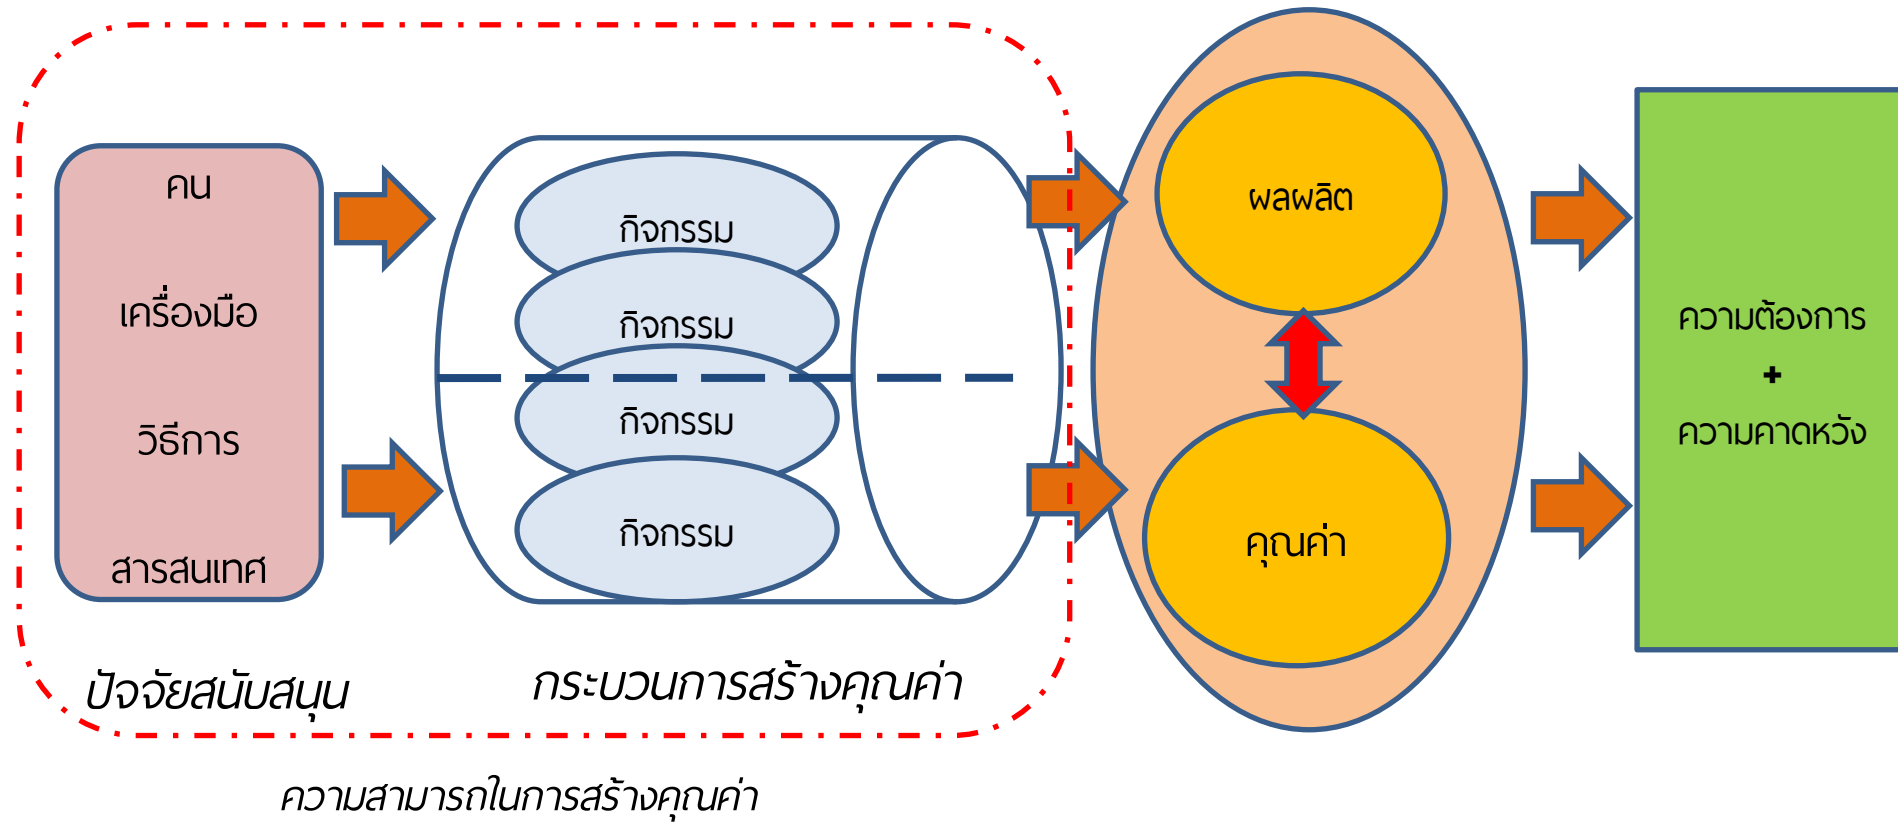 คน
เครื่องมือ
วิธีการ
สารสนเทศ
ปัจจัยสนับสนุน
กิจกรรม
กิจกรรม
กิจกรรม
กิจกรรม
กระบวนการสร้างคุณค่า
ความสามารถในการสร้างคุณค่า
ผลผลิต
คุณค่า
ความต้องการ
+
ความคาดหวัง